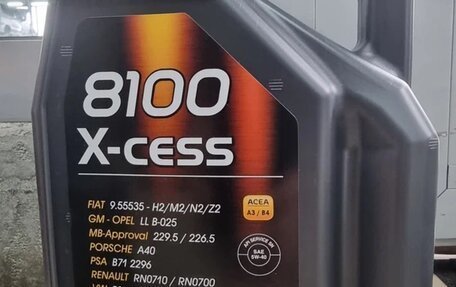 8100
X-cess
FIAT 9.55535 - H2/M2/N2/Z2
GM - OPEL LL B-025
MB-Approval 229.5 / 226.5
PORSCHE A40
PSA B71 2296
RENAULT RN0710 / RN0700
ACEA
A3 / B4
API SERVICE SN
SAE
5W-40